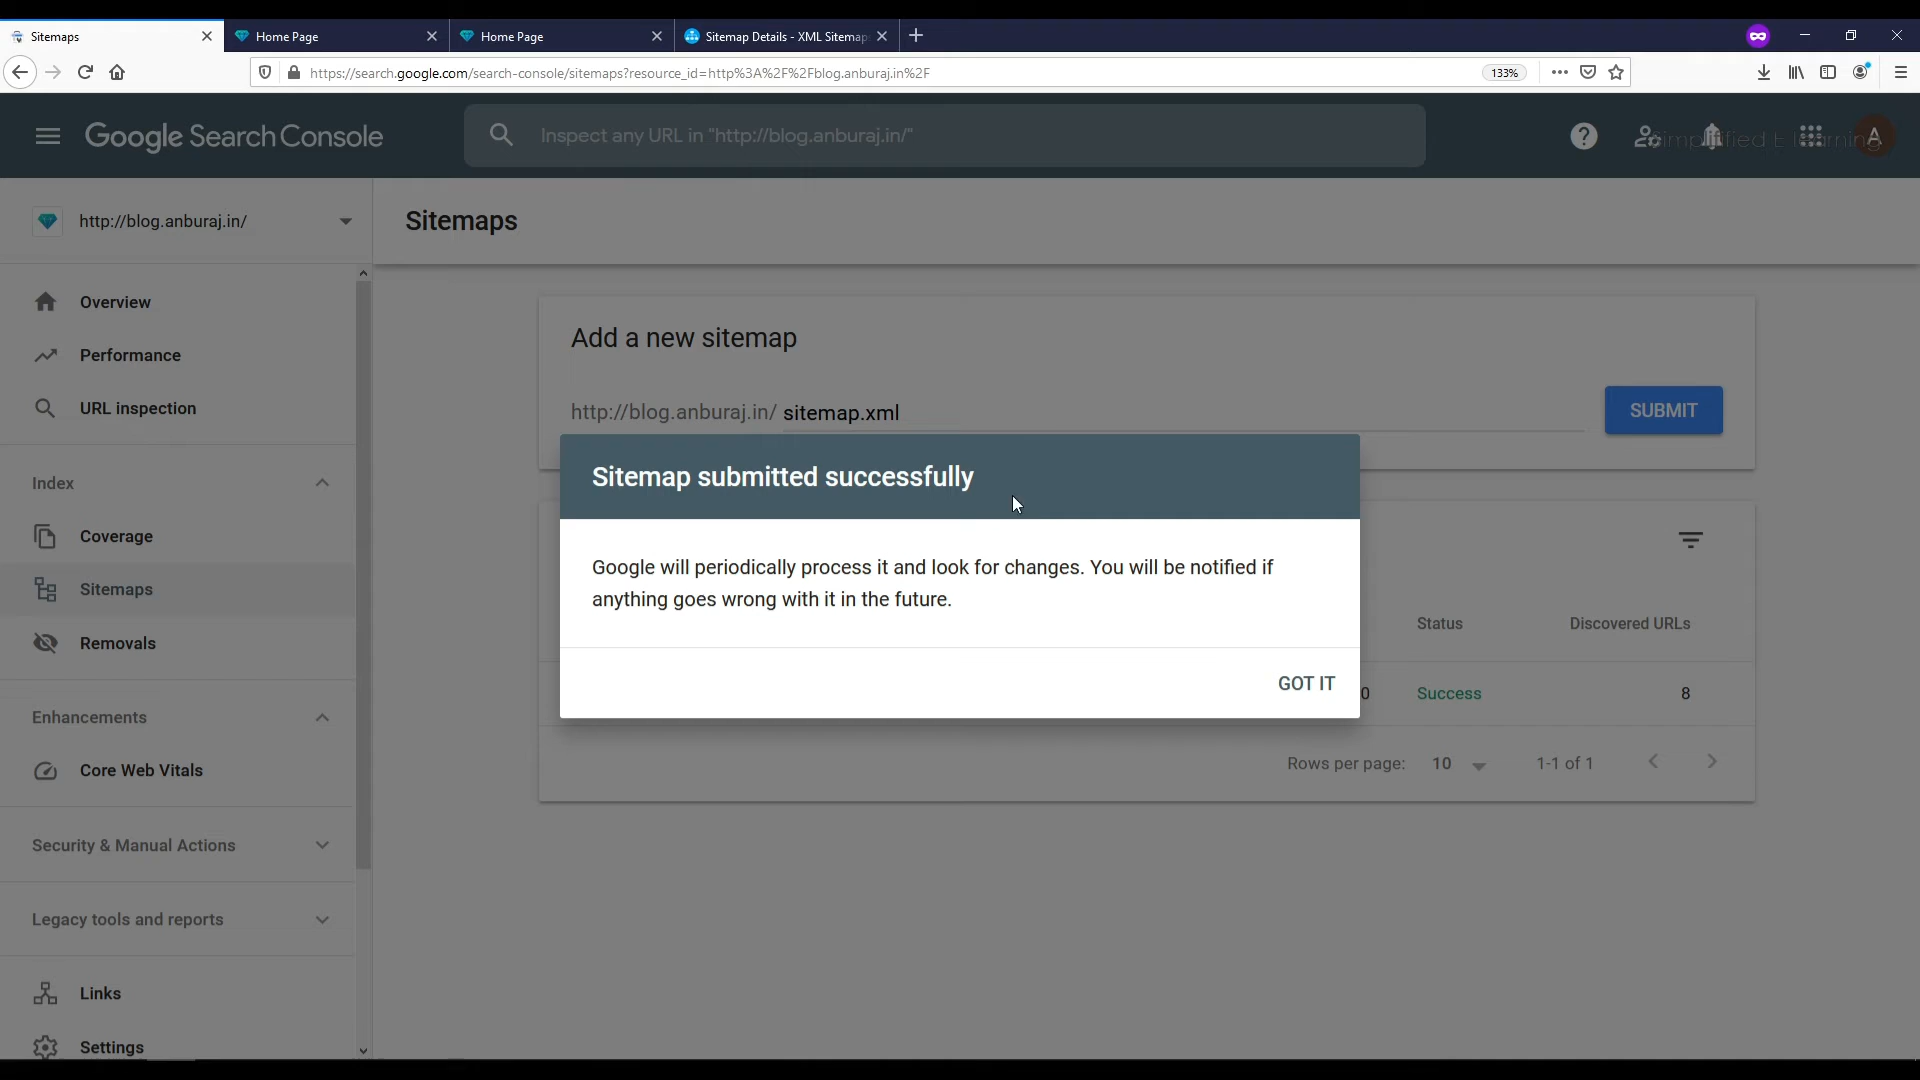 Sitemaps
Home Page
Home Page
Sitemap Details - XML Sitemap
https://search.google.com/search-console/sitemaps?resource_id=http%3A%2F%2Fblog.anburaj.in%2F
133%
Google Search Console
Inspect any URL in "http://blog.anburaj.in/"
Simplified E learning
A
http://blog.anburaj.in/
Sitemaps
Overview
Performance
URL inspection
Index
Coverage
Sitemaps
Removals
Enhancements
Core Web Vitals
Security & Manual Actions
Legacy tools and reports
Links
Settings
Add a new sitemap
http://blog.anburaj.in/ sitemap.xml
SUBMIT
Sitemap submitted successfully
Google will periodically process it and look for changes. You will be notified if
anything goes wrong with it in the future.
GOT IT
Status
Discovered URLs
0
Success
8
Rows per page:
10
1-1 of 1